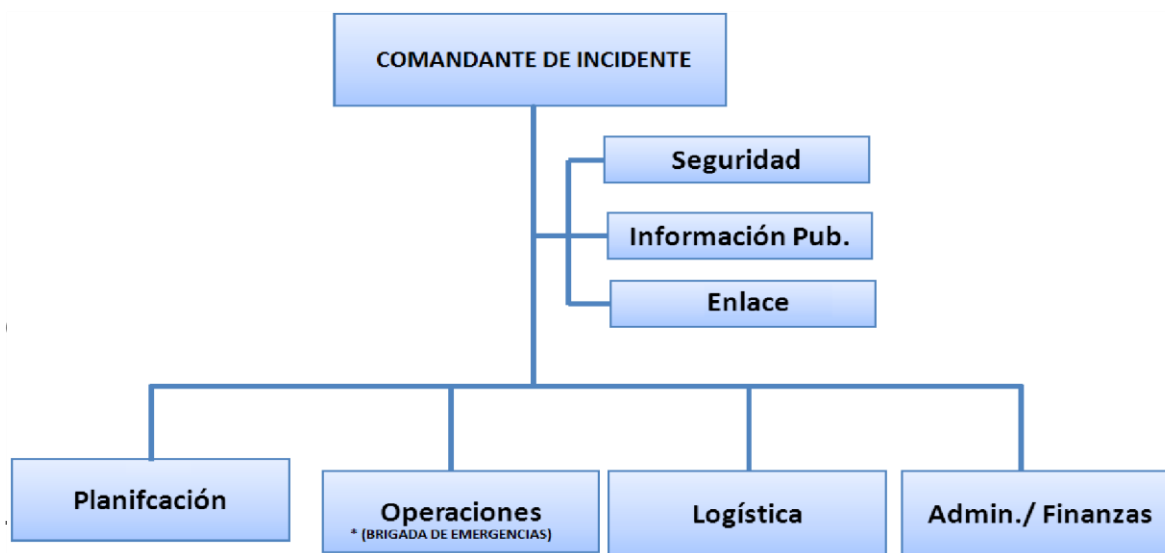 COMANDANTE DE INCIDENTE
Seguridad
Información Pub.
Enlace
Planifcación
Operaciones
* (BRIGADA DE EMERGENCIAS)
Logística
Admin./ Finanzas